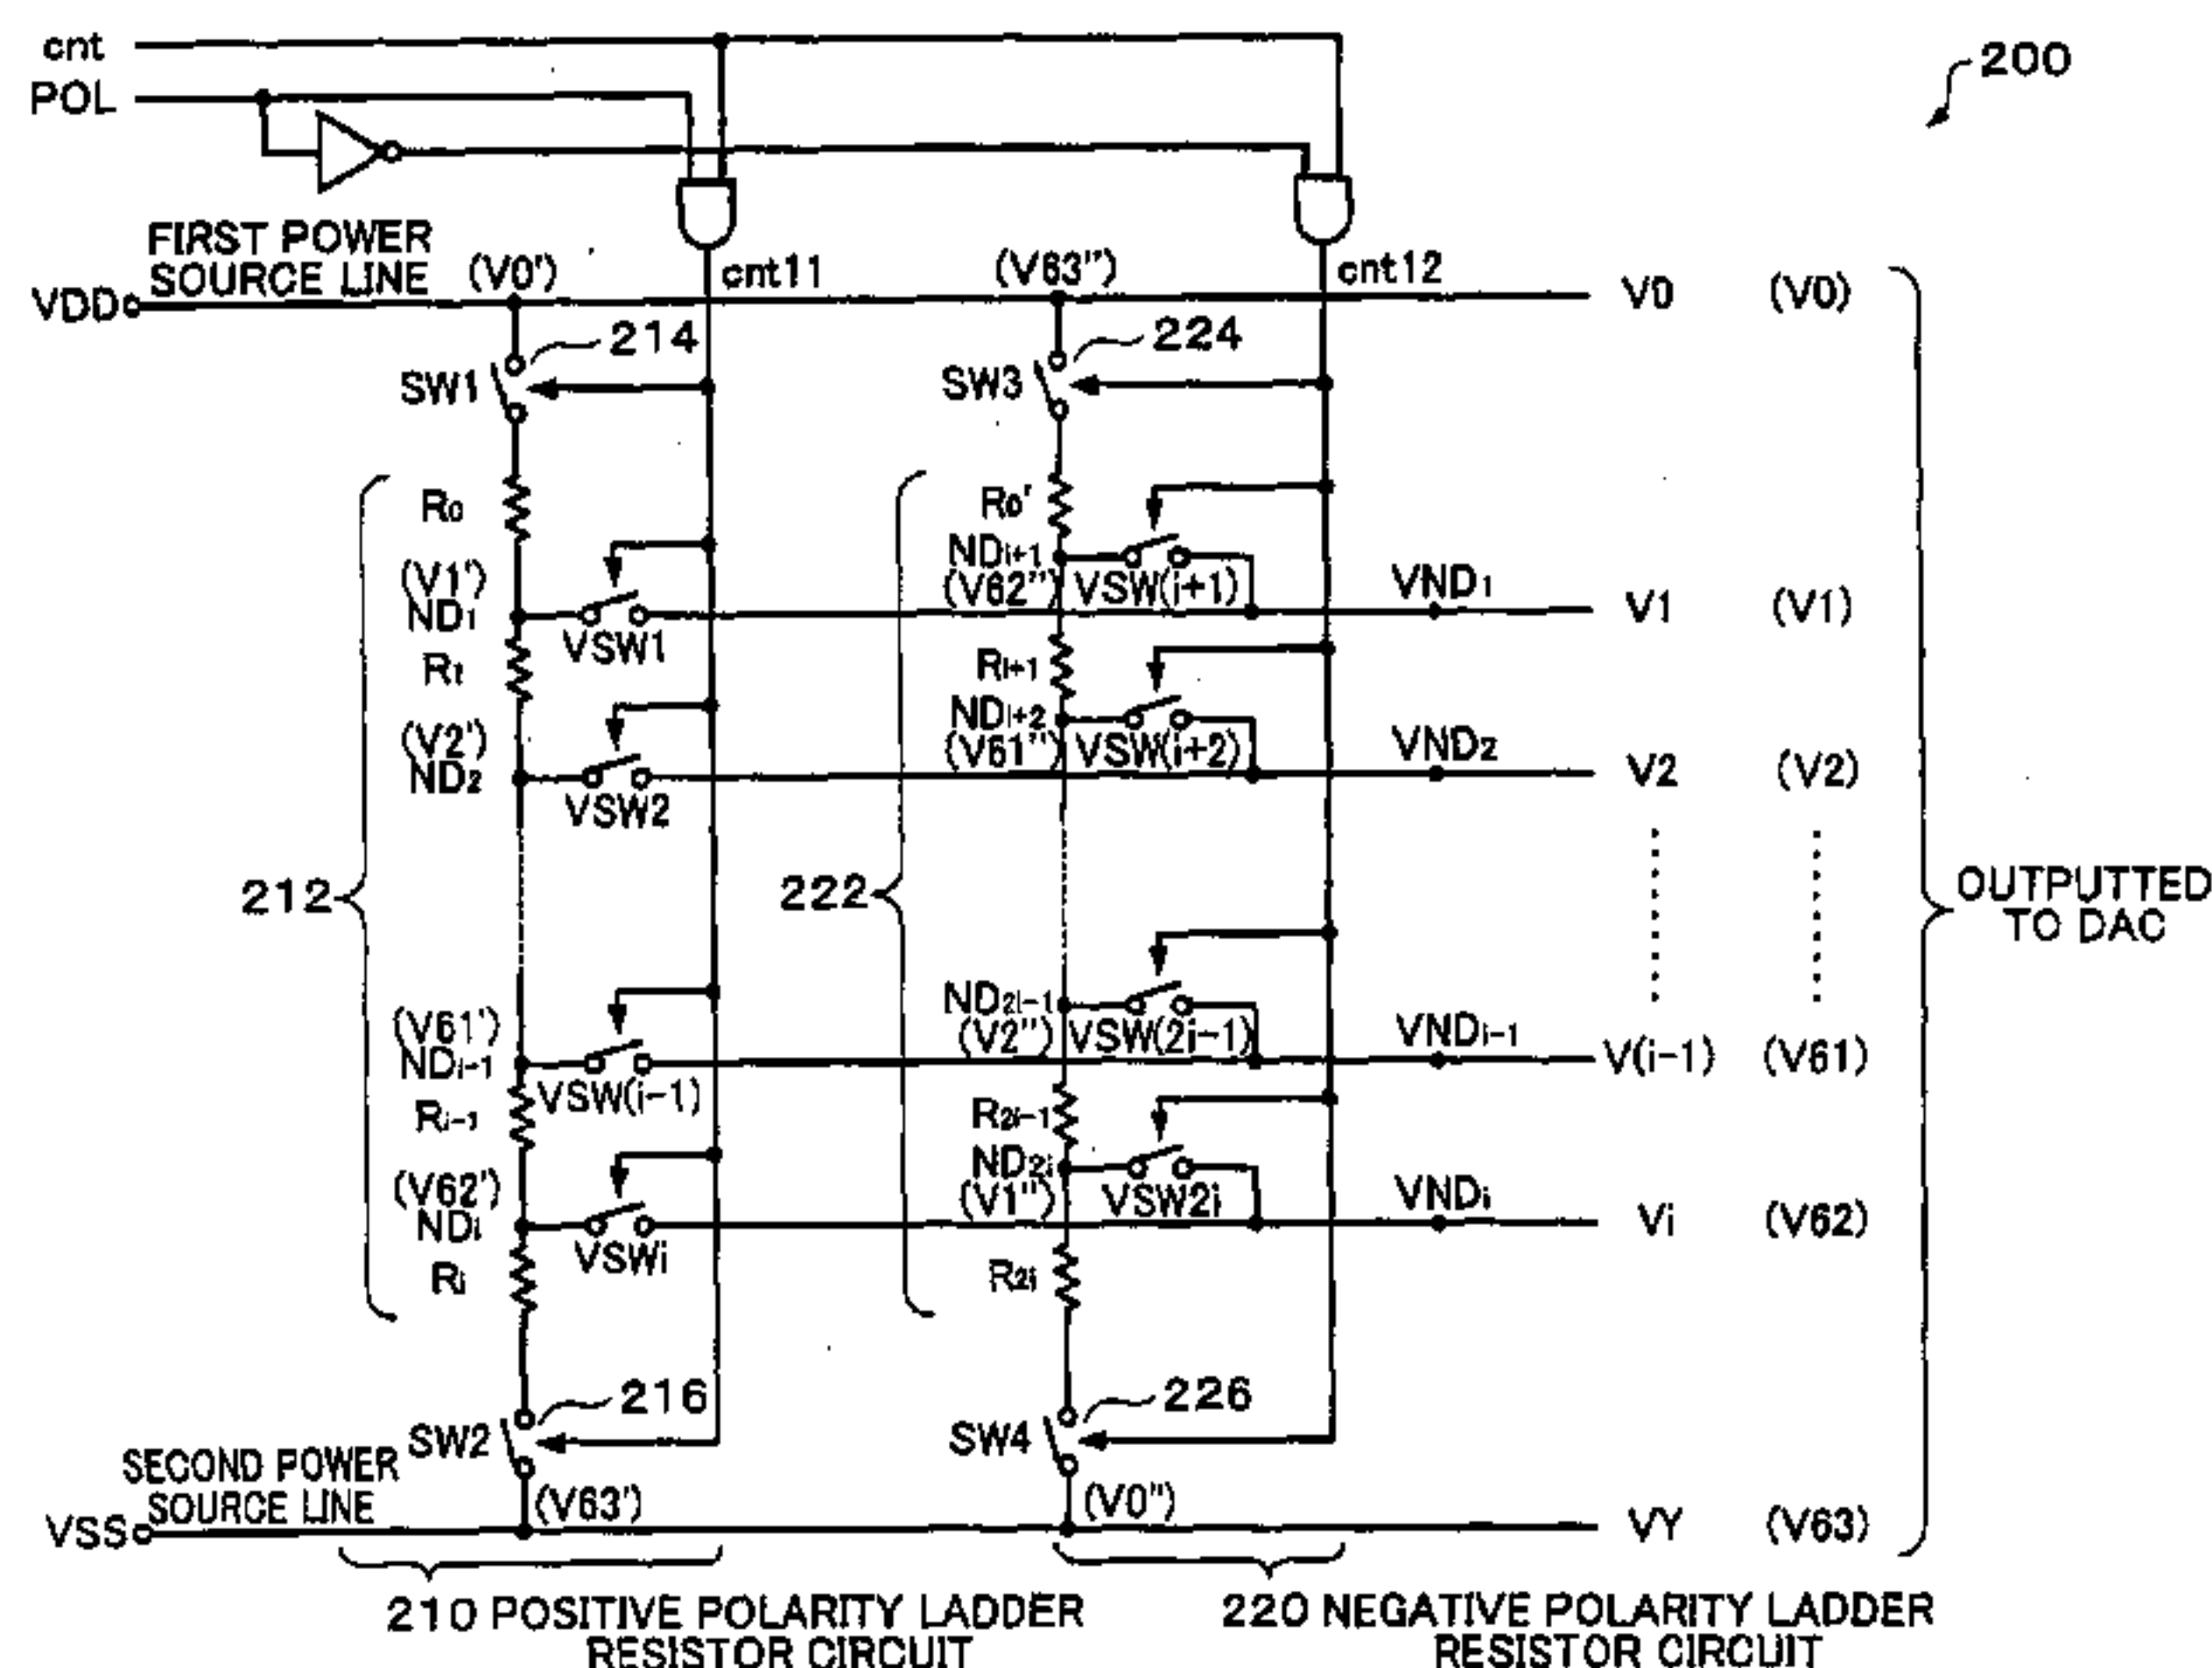 cnt
POL
200
FIRST POWER
SOURCE LINE
(V0')
cnt11
(V63")
cnt12
VDD
V0 (V0)
214
224
SW1
SW3
R0
R0'
(V1')
ND1
VSW1
NDi+1
(V62")
VSW(i+1)
VND1
V1 (V1)
R1
Ri+1
(V2')
ND2
VSW2
NDi+2
(V61")
VSW(i+2)
VND2
V2 (V2)
212
222
OUTPUTTED
TO DAC
(V61')
NDi-1
VSW(i-1)
ND2i-1
(V2")
VSW(2i-1)
VNDi-1
V(i-1) (V61)
Ri-1
R2i-1
(V62')
NDi
VSWi
ND2i
(V1")
VSW2i
VNDi
Vi (V62)
Ri
R2i
216
226
SW2
SW4
SECOND POWER
SOURCE LINE
(V63')
(V0")
VSS
VY (V63)
210 POSITIVE POLARITY LADDER
RESISTOR CIRCUIT
220 NEGATIVE POLARITY LADDER
RESISTOR CIRCUIT